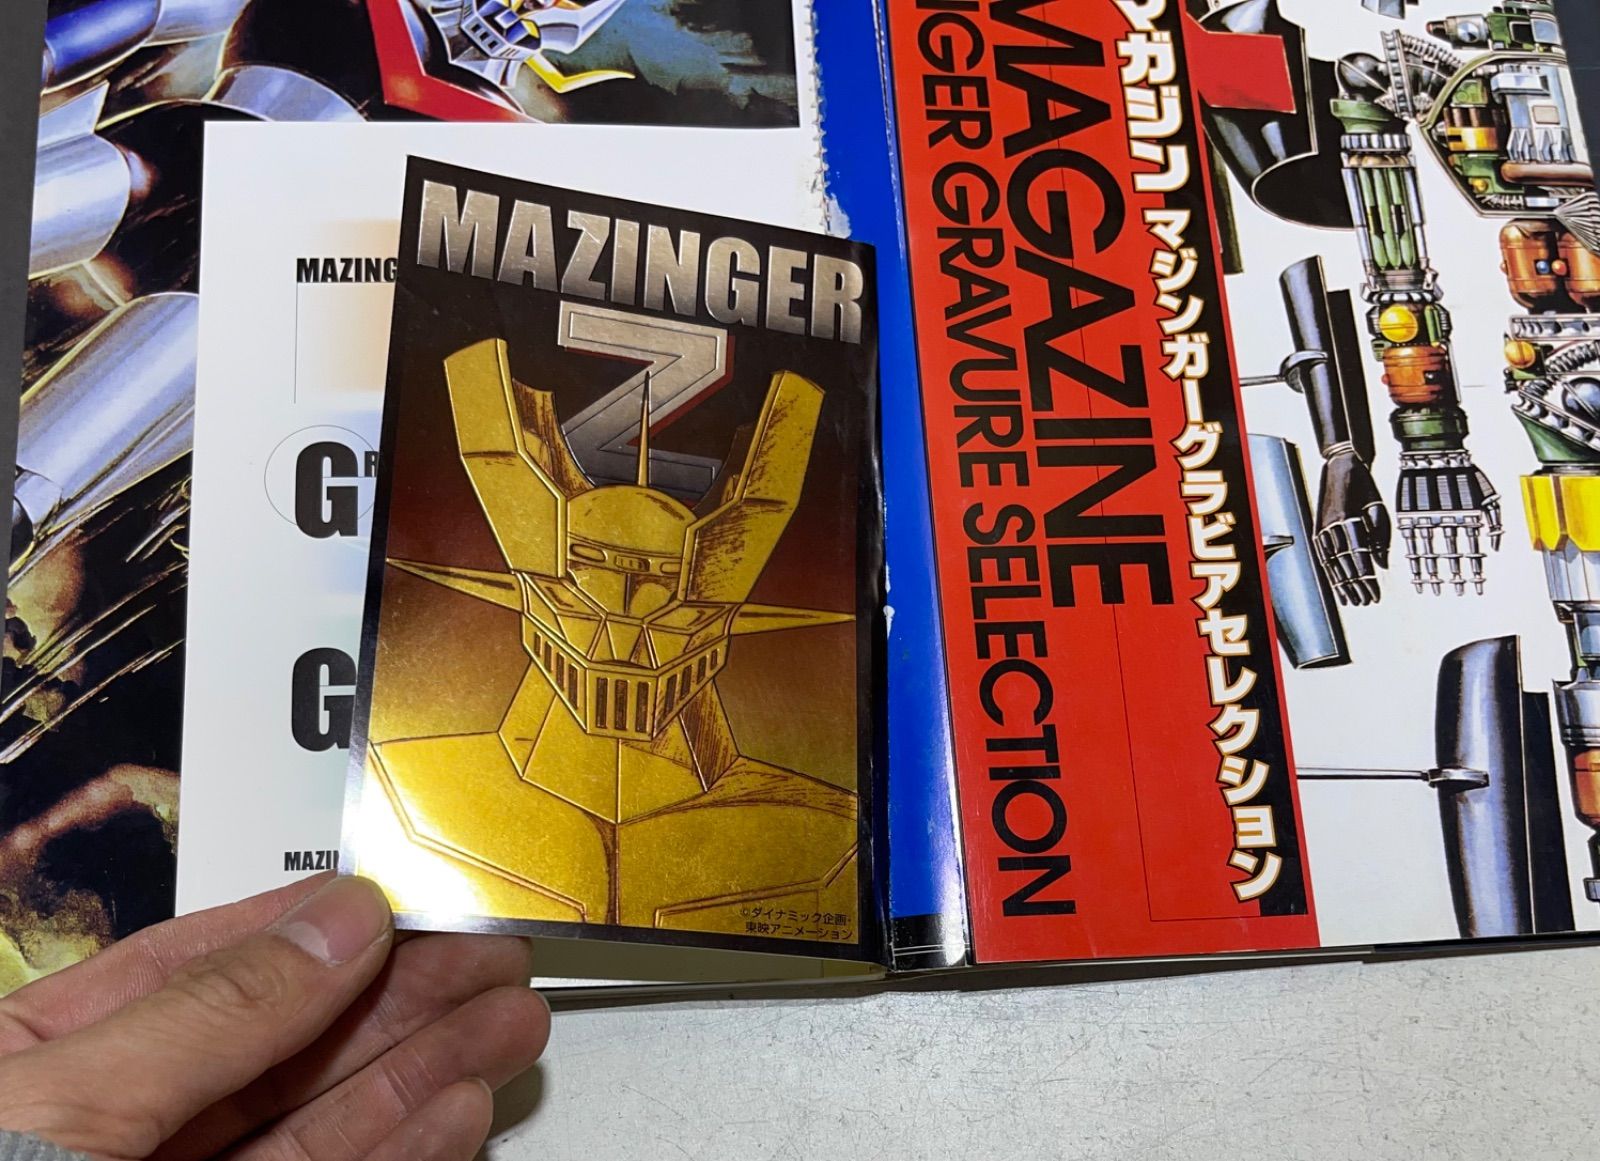 MAZINGER
Z
©ダイナミック企画・
東映アニメーション
MAZING
GR
G
MAZIN
MAGAZINE
NGER GRAVURE SELECTION
マガジン マジンガーグラビアセレクション